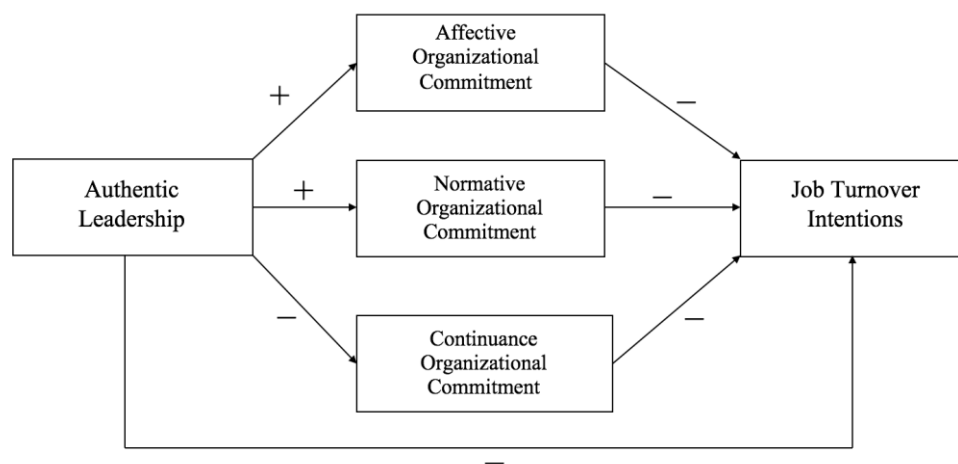 Affective
Organizational
Commitment
+
−
Authentic
Leadership
+
Normative
Organizational
Commitment
−
Job Turnover
Intentions
−
Continuance
Organizational
Commitment
−
−